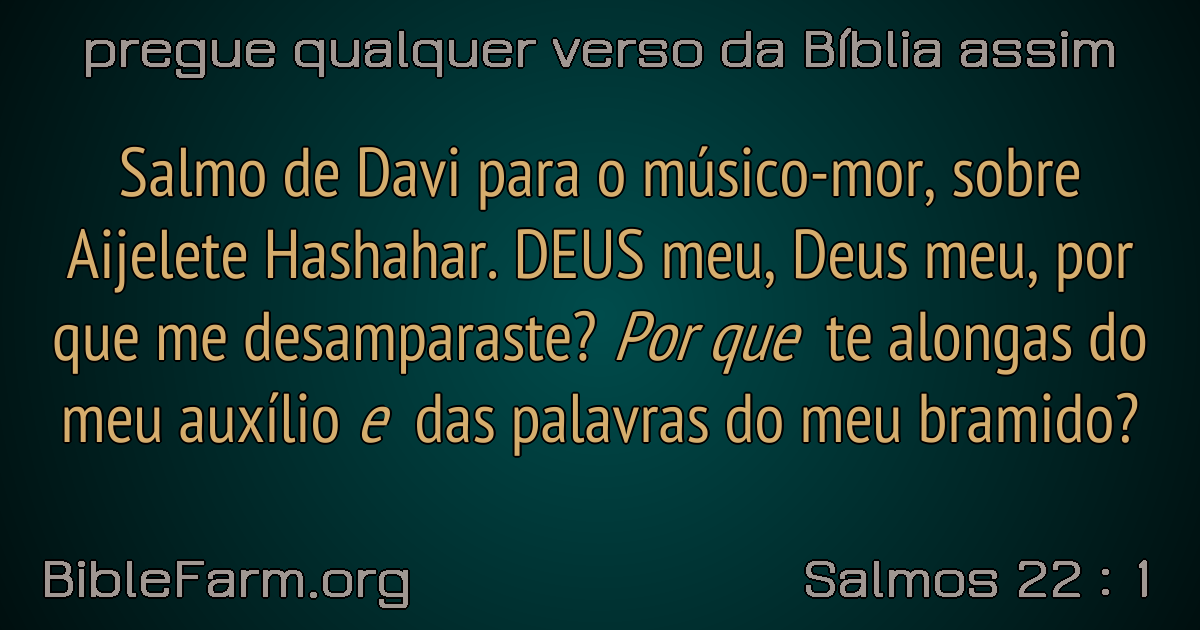 pregue qualquer verso da Bíblia assim
Salmo de Davi para o músico-mor, sobre
Aijelete Hashahar. DEUS meu, Deus meu, por
que me desamparaste? Por que te alongas do
meu auxílio e das palavras do meu bramido?
BibleFarm.org
Salmos 22 : 1